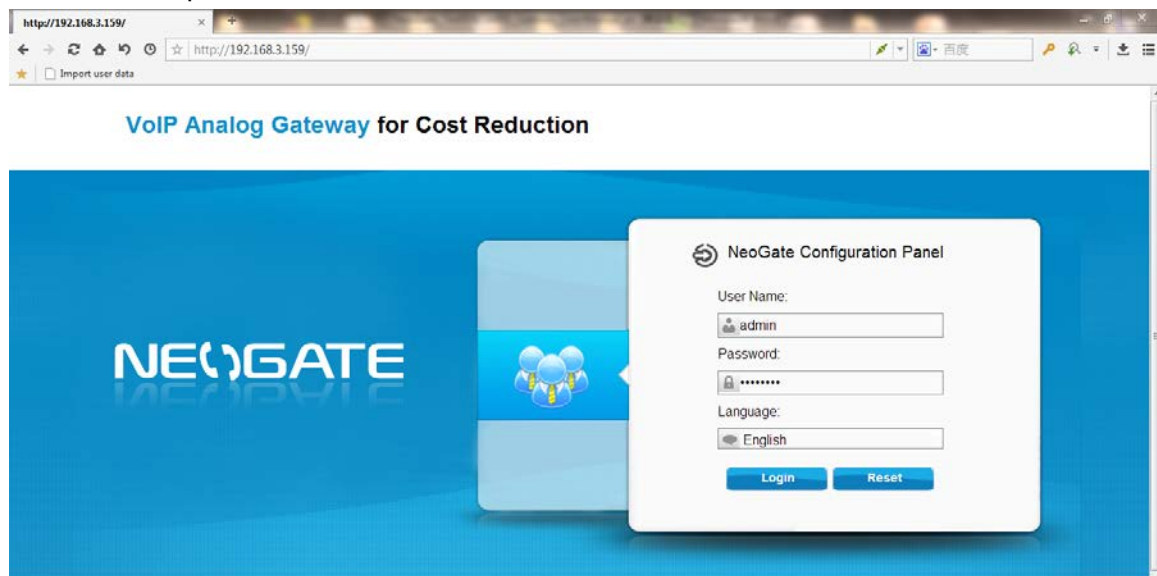 http://192.168.3.159/
http://192.168.3.159/
百度
Import user data
VoIP Analog Gateway for Cost Reduction
NeoGate Configuration Panel
User Name:
admin
Password:
••••••••
Language:
English
Login Reset
NEOGATE